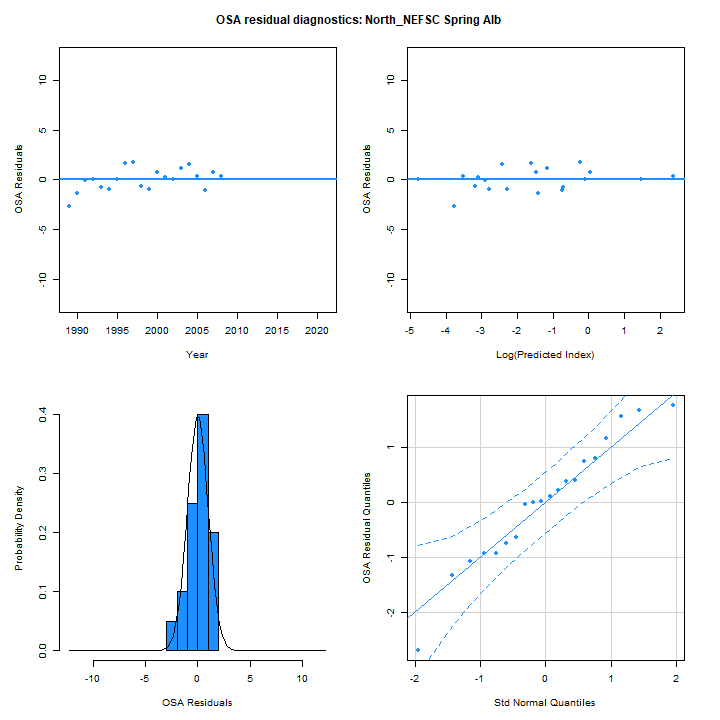 OSA residual diagnostics: North_NEFSC Spring Alb
OSA Residuals
10
5
0
-5
-10
1990 1995 2000 2005 2010 2015 2020
Year
OSA Residuals
10
5
0
-5
-10
-5 -4 -3 -2 -1 0 1 2
Log(Predicted Index)
Probability Density
0.4
0.3
0.2
0.1
0.0
-10 -5 0 5 10
OSA Residuals
OSA Residual Quantiles
1
0
-1
-2
-2 -1 0 1 2
Std Normal Quantiles